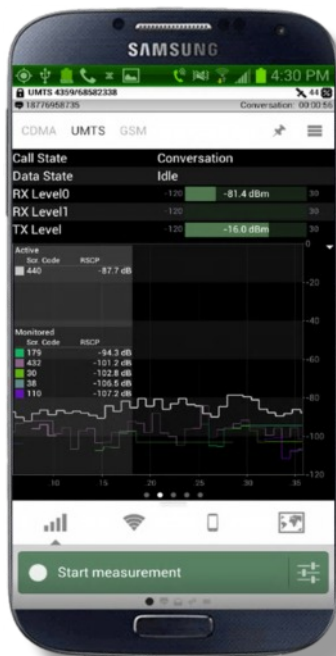 SAMSUNG
4:30 PM
UMTS 4359/68582338 44
18776958735 Conversation: 00:00:56
CDMA UMTS GSM
Call State Conversation
Data State Idle
RX Level0 -120 -81.4 dBm 30
RX Level1 -120 30
TX Level -120 -16.0 dBm 30
Active 0
Scr. Code RSCP
440 -87.7 dB
-20
-40
Monitored
Scr. Code RSCP
179 -94.3 dB
-60
432 -101.2 dB
30 -102.8 dB
38 -106.5 dB
110 -107.2 dB
-80
-100
-120
:10 :15 :20 :25 :30 :35
Start measurement